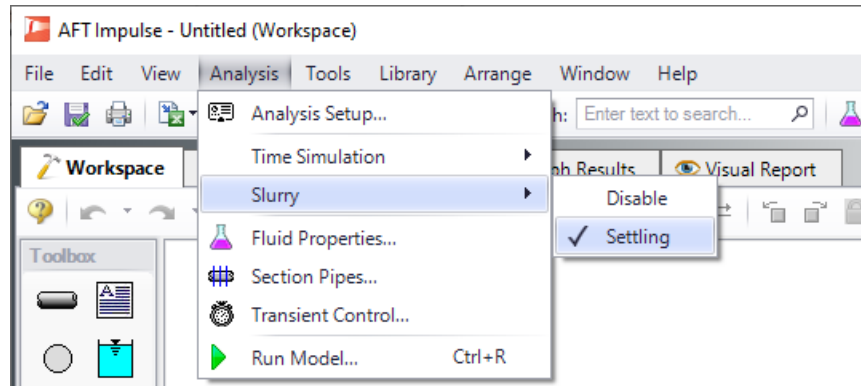 AFT Impulse - Untitled (Workspace)
File Edit View Analysis Tools Library Arrange Window Help
Analysis Setup...
h: Enter text to search...
Time Simulation
Workspace
ph Results
Visual Report
Slurry
Disable
Fluid Properties...
Settling
Toolbox
Section Pipes...
Transient Control...
Run Model... Ctrl+R